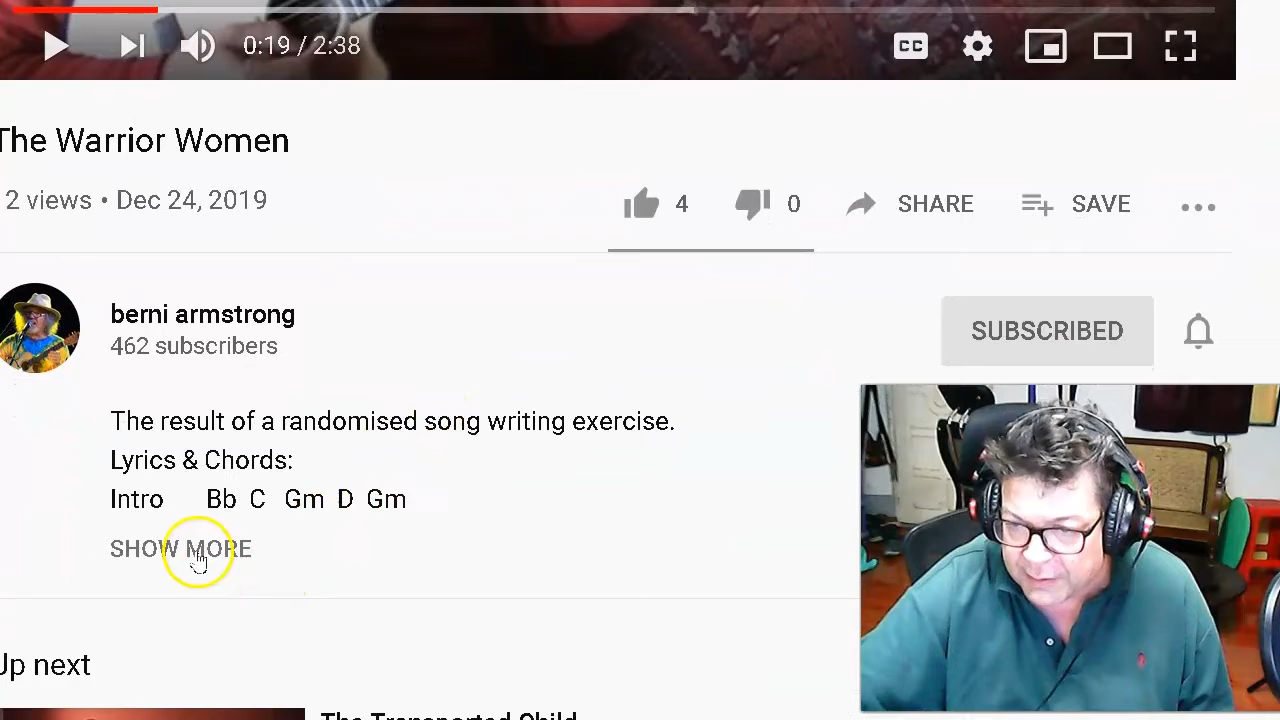 0:19 / 2:38
CC
The Warrior Women
2 views • Dec 24, 2019
4
0
SHARE
SAVE
berni armstrong
462 subscribers
SUBSCRIBED
The result of a randomised song writing exercise.
Lyrics & Chords:
Intro Bb C Gm D Gm
SHOW MORE
Up next
The Transported Child